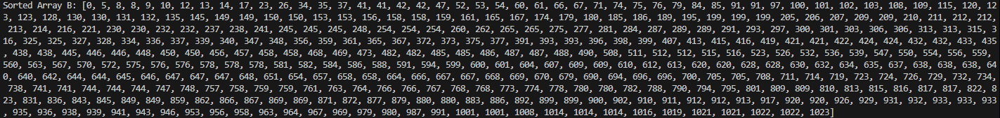 Sorted Array B: [0, 5, 8, 8, 9, 10, 12, 13, 14, 17, 23, 26, 34, 35, 37, 41, 41, 42, 42, 47, 52, 53, 54, 60, 61, 66, 67, 71, 74, 75, 76, 79, 84, 85, 91, 91, 97, 100, 101, 102, 103, 108, 109, 115, 120, 12
3, 123, 128, 130, 130, 131, 132, 135, 145, 149, 149, 150, 150, 153, 153, 156, 158, 158, 159, 161, 165, 167, 174, 179, 180, 185, 186, 189, 195, 199, 199, 199, 205, 206, 207, 209, 209, 210, 211, 212, 212,
 213, 214, 216, 221, 230, 230, 232, 232, 237, 238, 241, 245, 245, 245, 248, 254, 254, 254, 260, 262, 265, 265, 275, 277, 281, 284, 287, 289, 289, 291, 293, 297, 300, 301, 303, 306, 306, 313, 313, 315, 3
16, 325, 325, 327, 328, 334, 336, 337, 339, 340, 347, 348, 356, 359, 361, 365, 367, 372, 373, 375, 377, 391, 393, 393, 396, 398, 399, 407, 413, 415, 416, 419, 421, 421, 422, 424, 424, 432, 432, 433, 435
, 438, 438, 445, 446, 446, 448, 450, 450, 456, 457, 458, 458, 468, 469, 473, 482, 482, 485, 485, 486, 487, 487, 488, 490, 508, 511, 512, 512, 515, 516, 523, 526, 532, 536, 539, 547, 550, 554, 556, 559,
560, 563, 567, 570, 572, 575, 576, 576, 578, 578, 578, 581, 582, 584, 586, 588, 591, 594, 599, 600, 601, 604, 607, 609, 609, 610, 612, 613, 620, 620, 628, 628, 630, 632, 634, 635, 637, 638, 638, 638, 64
0, 640, 642, 644, 644, 645, 646, 647, 647, 647, 648, 651, 654, 657, 658, 658, 664, 666, 667, 667, 668, 669, 670, 679, 690, 694, 696, 696, 700, 705, 705, 708, 711, 714, 719, 723, 724, 726, 729, 732, 734,
 738, 741, 741, 744, 744, 744, 747, 748, 757, 758, 759, 759, 761, 763, 764, 766, 766, 767, 768, 768, 773, 774, 778, 780, 780, 782, 788, 790, 794, 795, 801, 809, 809, 810, 813, 815, 816, 817, 817, 822, 8
23, 831, 836, 843, 845, 849, 849, 859, 862, 866, 867, 869, 869, 871, 872, 877, 879, 880, 880, 883, 886, 892, 899, 899, 900, 902, 910, 911, 912, 912, 913, 917, 920, 920, 926, 929, 931, 932, 933, 933, 933
, 935, 936, 938, 939, 941, 943, 946, 953, 956, 958, 963, 964, 967, 969, 979, 980, 987, 991, 1001, 1001, 1008, 1014, 1014, 1014, 1016, 1019, 1021, 1021, 1022, 1022, 1023]